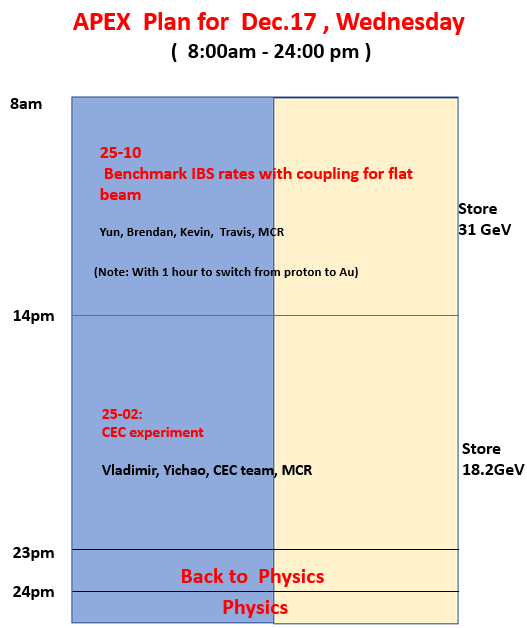 APEX Plan for Dec.17 , Wednesday
( 8:00am - 24:00 pm )
8am
25-10
Benchmark IBS rates with coupling for flat
beam
Store
31 GeV
Yun, Brendan, Kevin, Travis, MCR
(Note: With 1 hour to switch from proton to Au)
14pm
25-02:
CEC experiment
Store
18.2GeV
Vladimir, Yichao, CEC team, MCR
23pm
Back to Physics
24pm
Physics